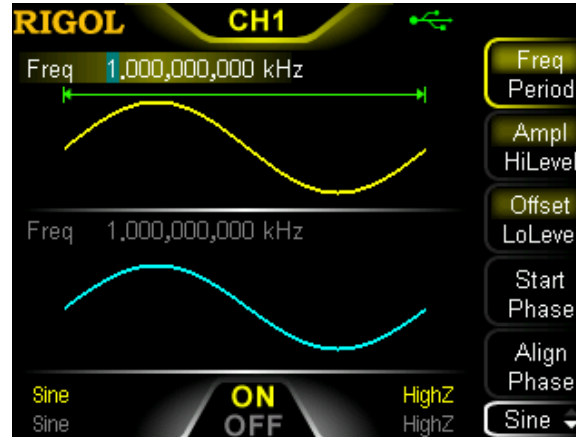 RIGOL CH1
Freq 1.000,000,000 kHz
Freq 1.000,000,000 kHz
Sine ON HighZ
Sine OFF HighZ
Freq
Period
Ampl
HiLevel
Offset
LoLeve
Start
Phase
Align
Phase
Sine